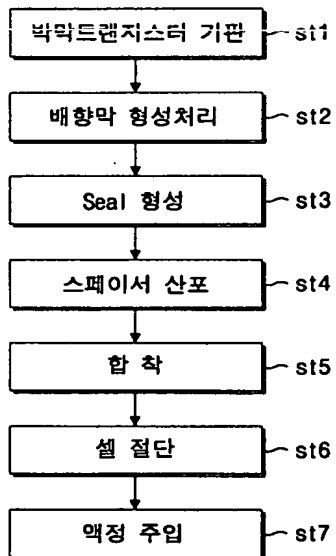 박막트랜지스터 기판 st1
배향막 형성처리 st2
Seal 형성 st3
스페이서 산포 st4
합 착 st5
셀 절단 st6
액정 주입 st7